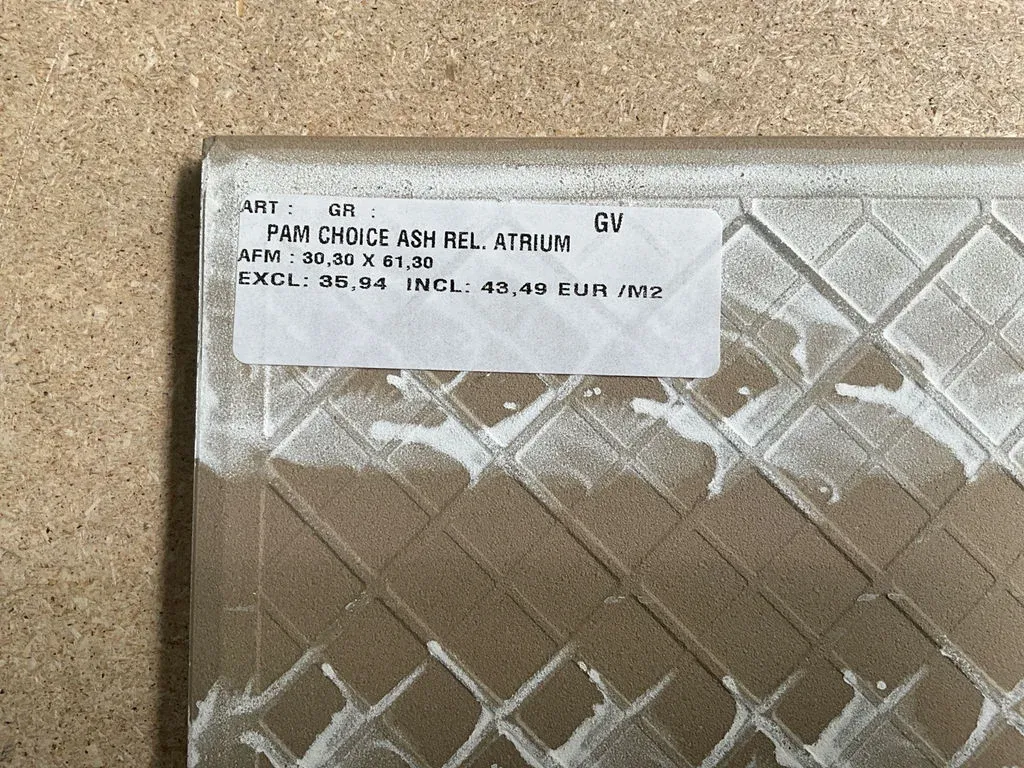 ART : GR : GV
PAM CHOICE ASH REL. ATRIUM
AFM : 30,30 X 61,30
EXCL: 35,94 INCL: 43,49 EUR /M2